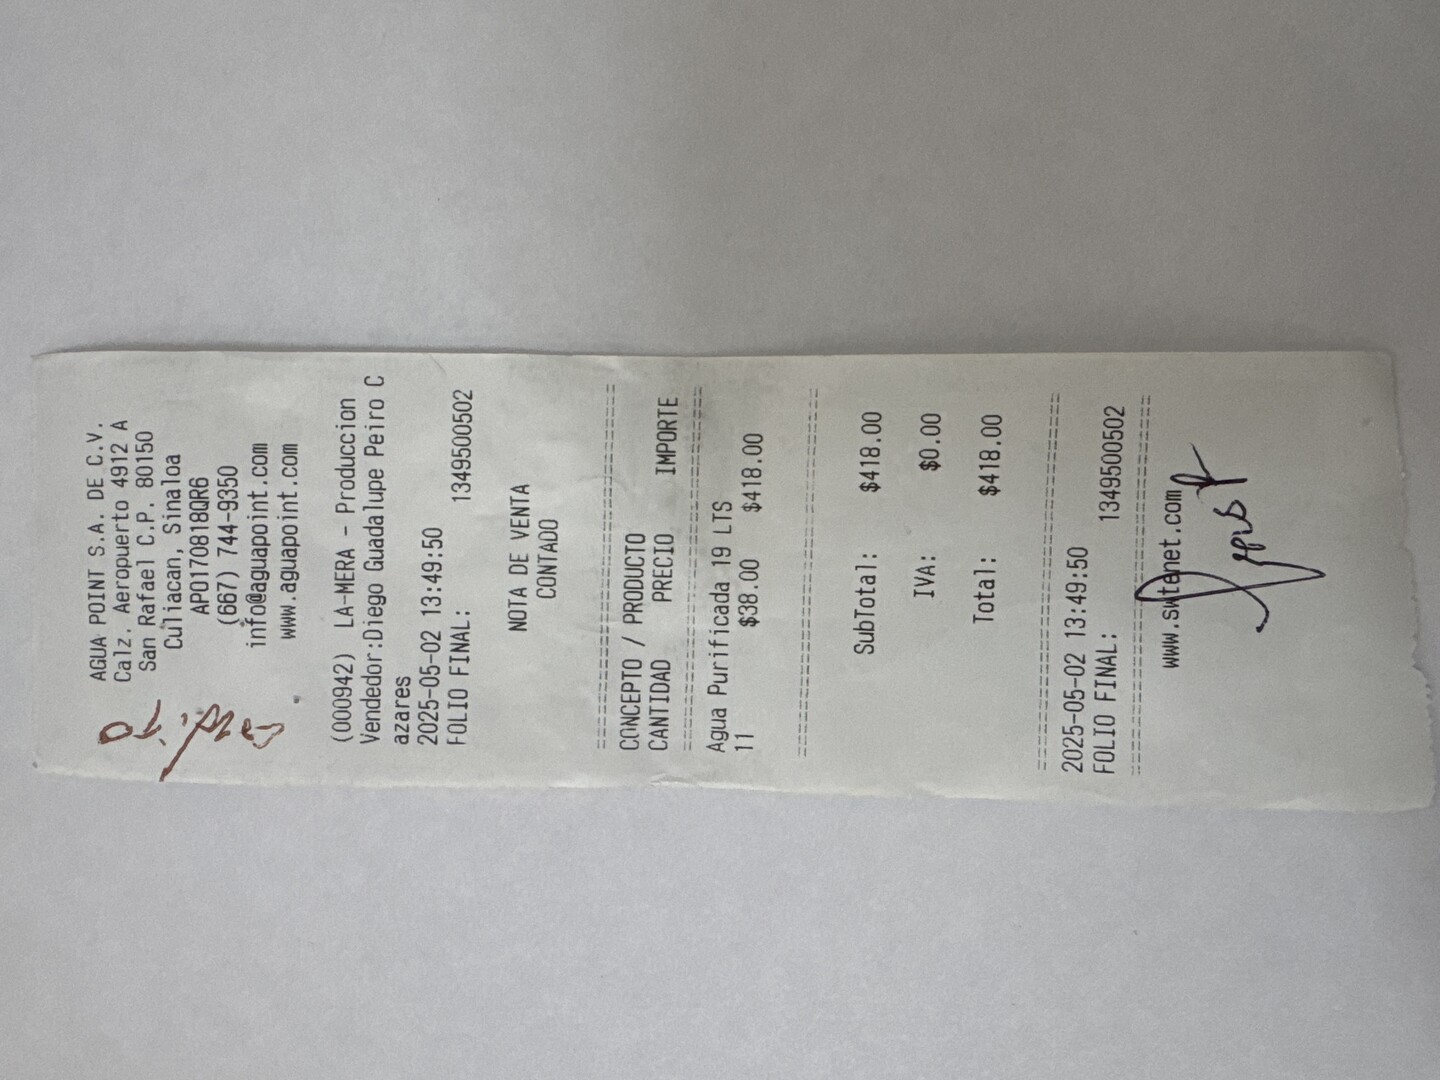 AGUA POINT S.A. DE C.V.
Calz. Aeropuerto 4912 A
San Rafael C.P. 80150
Culiacan, Sinaloa
APO170818QR6
(667) 744-9350
info@aguapoint.com
www.aguapoint.com
(000942) LA-MERA - Produccion
Vendedor:Diego Guadalupe Peiro C
azares
2025-05-02 13:49:50
FOLIO FINAL: 1349500502
NOTA DE VENTA
CONTADO
================================
CONCEPTO / PRODUCTO
CANTIDAD PRECIO IMPORTE
================================
Agua Purificada 19 LTS
11 $38.00 $418.00
================================
SubTotal: $418.00
IVA: $0.00
Total: $418.00
================================
2025-05-02 13:49:50
FOLIO FINAL: 1349500502
================================
www.switenet.com